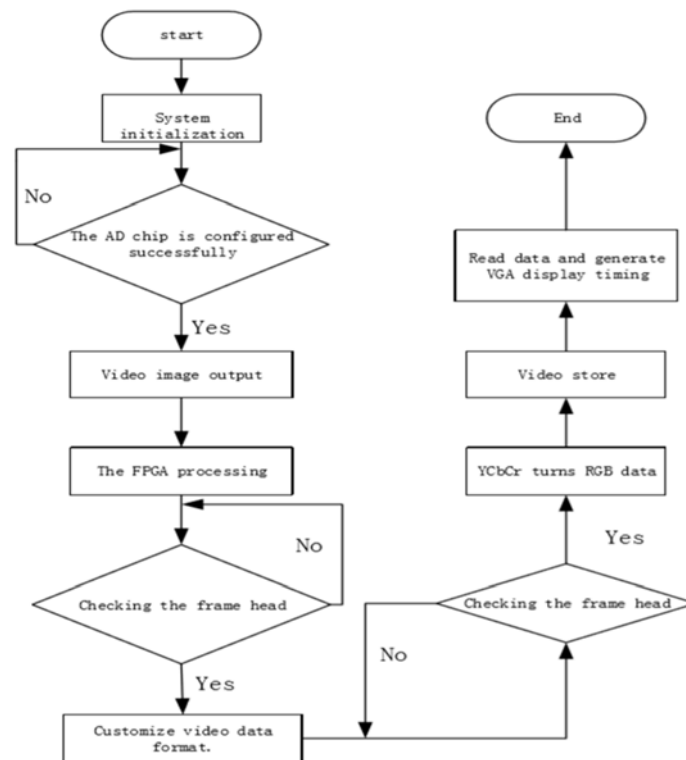 start
System
initialization
No
The AD chip is configured
successfully
Yes
Video image output
The FPGA processing
No
Checking the frame head
Yes
Customize video data
format.
End
Read data and generate
VGA display timing
Video store
YCbCr turns RGB data
Yes
Checking the frame head
No